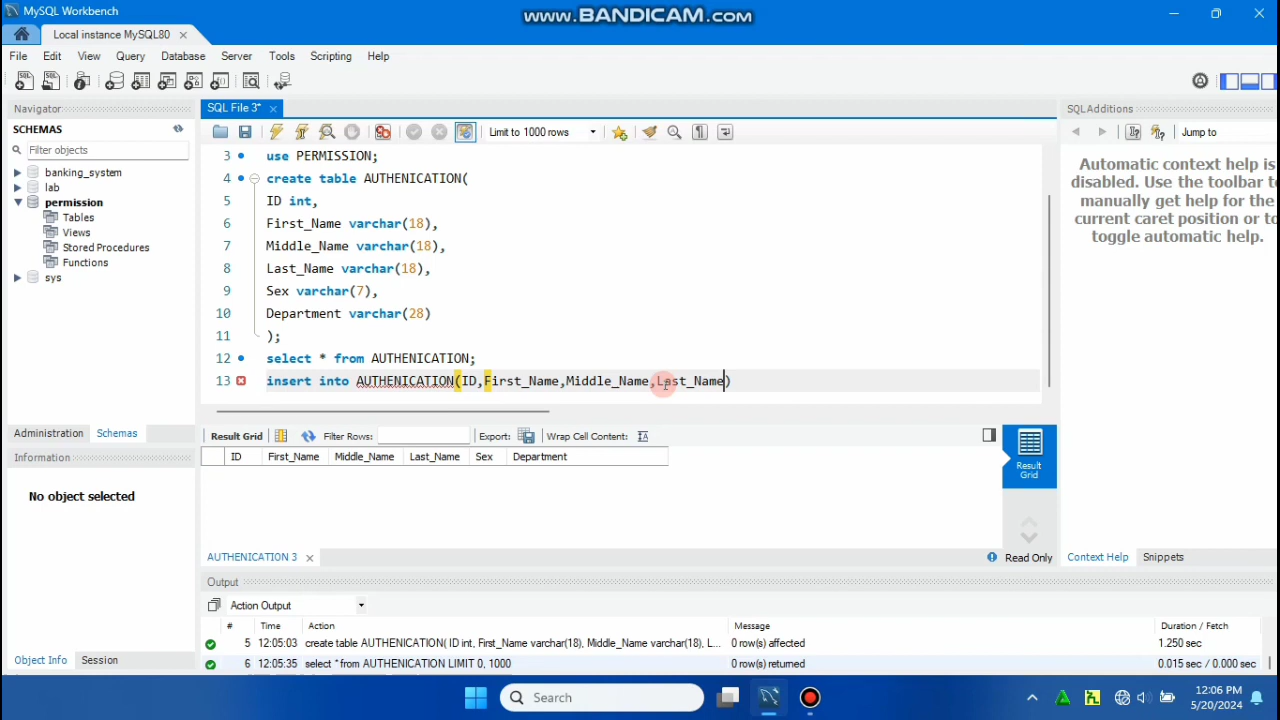 MySQL Workbench
www.BANDICAM.com
Local instance MySQL80
File Edit View Query Database Server Tools Scripting Help
Navigator
SCHEMAS
Filter objects
banking_system
lab
permission
Tables
Views
Stored Procedures
Functions
sys
Administration Schemas
Information
No object selected
Object Info Session
SQL File 3*
Limit to 1000 rows
3 use PERMISSION;
4 create table AUTHENICATION(
5 ID int,
6 First_Name varchar(18),
7 Middle_Name varchar(18),
8 Last_Name varchar(18),
9 Sex varchar(7),
10 Department varchar(28)
11 );
12 select * from AUTHENICATION;
13 insert into AUTHENICATION(ID,First_Name,Middle_Name,Last_Name)
Result Grid Filter Rows: Export: Wrap Cell Content:
ID First_Name Middle_Name Last_Name Sex Department
Result
Grid
AUTHENICATION 3
Read Only
SQLAdditions
Jump to
Automatic context help is
disabled. Use the toolbar to
manually get help for the
current caret position or to
toggle automatic help.
Context Help Snippets
Output
Action Output
# Time Action Message Duration / Fetch
5 12:05:03 create table AUTHENICATION( ID int, First_Name varchar(18), Middle_Name varchar(18), L... 0 row(s) affected 1.250 sec
6 12:05:35 select * from AUTHENICATION LIMIT 0, 1000 0 row(s) returned 0.015 sec / 0.000 sec
Search
12:06 PM
5/20/2024